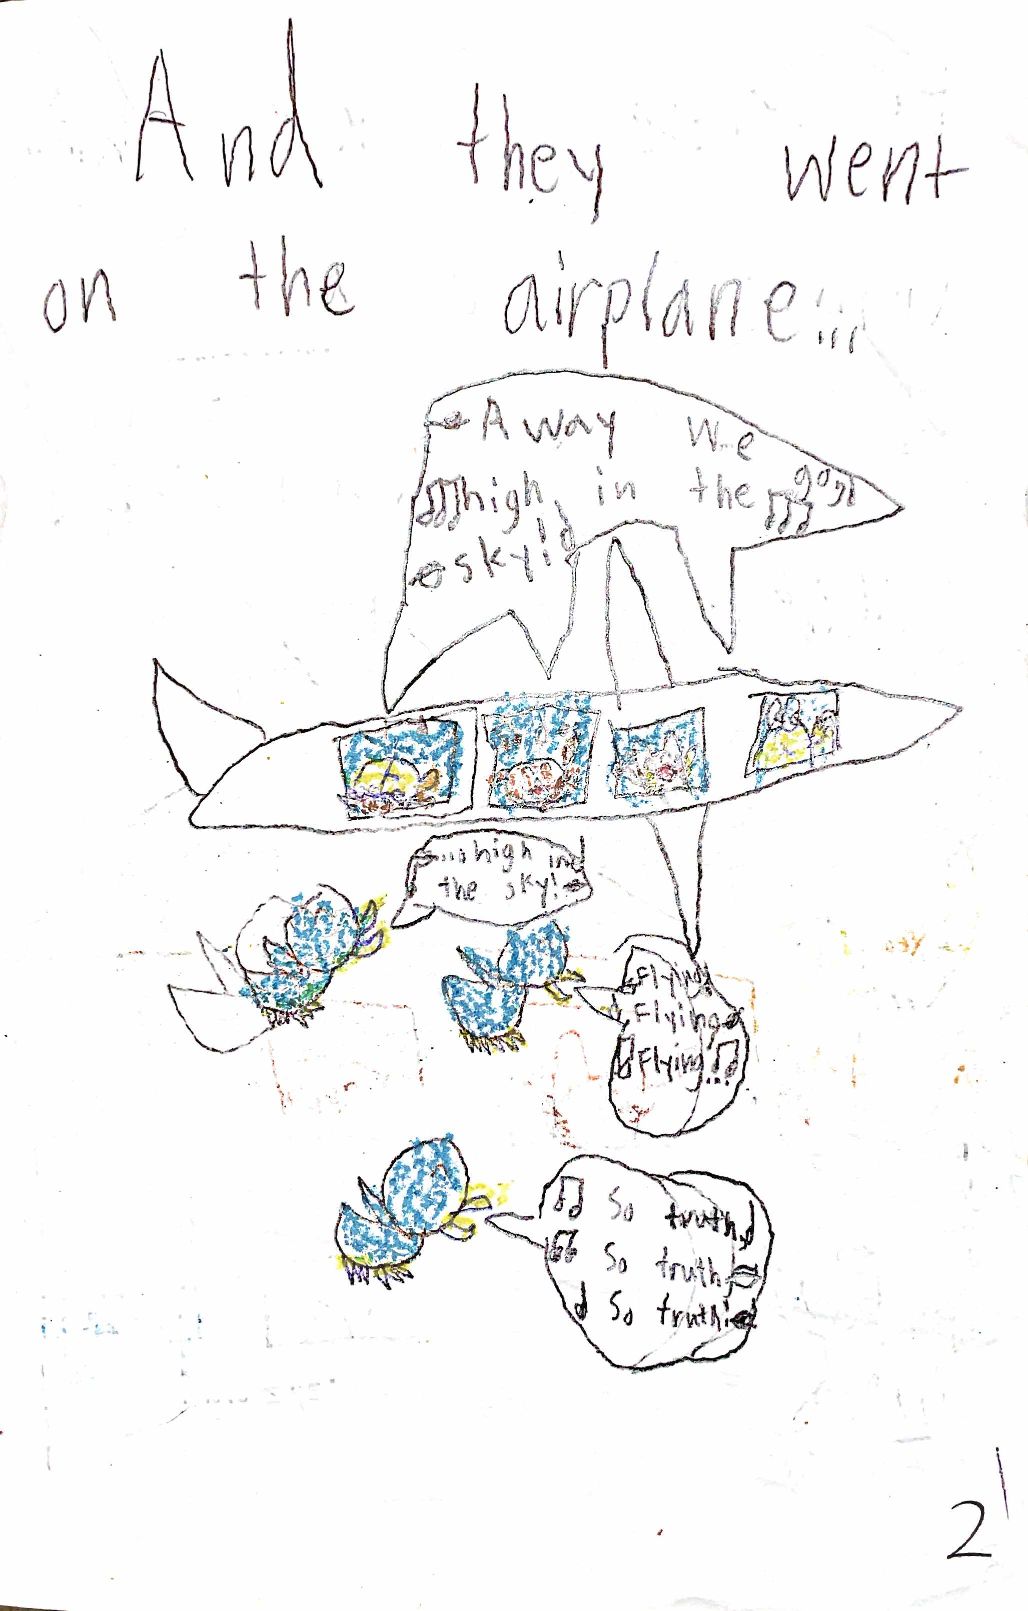 And they went
on the airplane...
Away we
go,
high in the
sky!
...high in
the sky!
Flying!
Flying
Flying...
So truth,
So truth,
So truth!
2